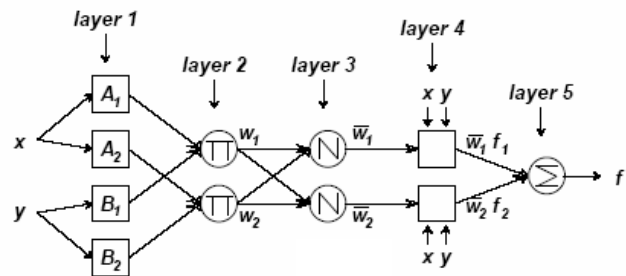 layer 1
layer 2
layer 3
layer 4
layer 5
x
y
A₁
A₂
B₁
B₂
Π
Π
w₁
w₂
N
N
w̅₁
w̅₂
x y
x y
w̅₁ f₁
w̅₂ f₂
Σ
f